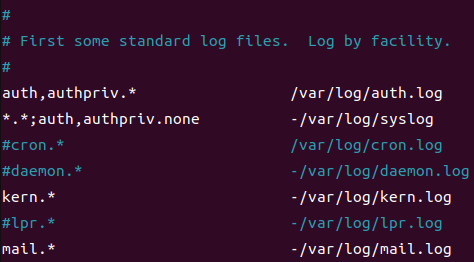 #
# First some standard log files.  Log by facility.
#
auth,authpriv.*                 /var/log/auth.log
*.*;auth,authpriv.none          -/var/log/syslog
#cron.*                         /var/log/cron.log
#daemon.*                       -/var/log/daemon.log
kern.*                          -/var/log/kern.log
#lpr.*                          -/var/log/lpr.log
mail.*                          -/var/log/mail.log